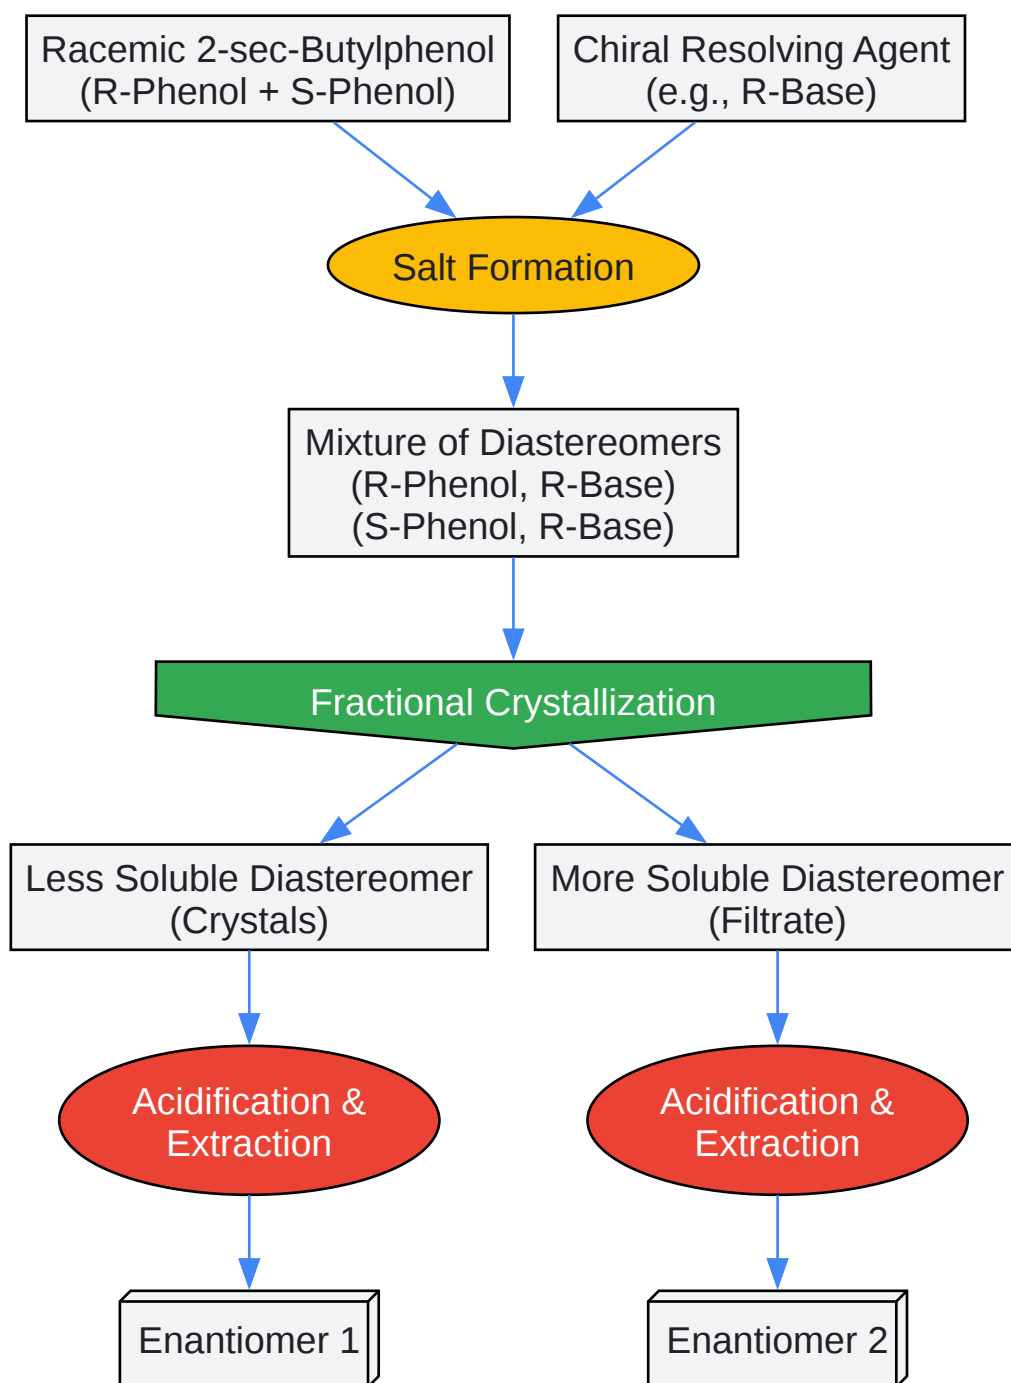 Racemic 2-sec-Butylphenol
(R-Phenol + S-Phenol)
Chiral Resolving Agent
(e.g., R-Base)
Salt Formation
Mixture of Diastereomers
(R-Phenol, R-Base)
(S-Phenol, R-Base)
Fractional Crystallization
Less Soluble Diastereomer
(Crystals)
More Soluble Diastereomer
(Filtrate)
Acidification &
Extraction
Acidification &
Extraction
Enantiomer 1
Enantiomer 2